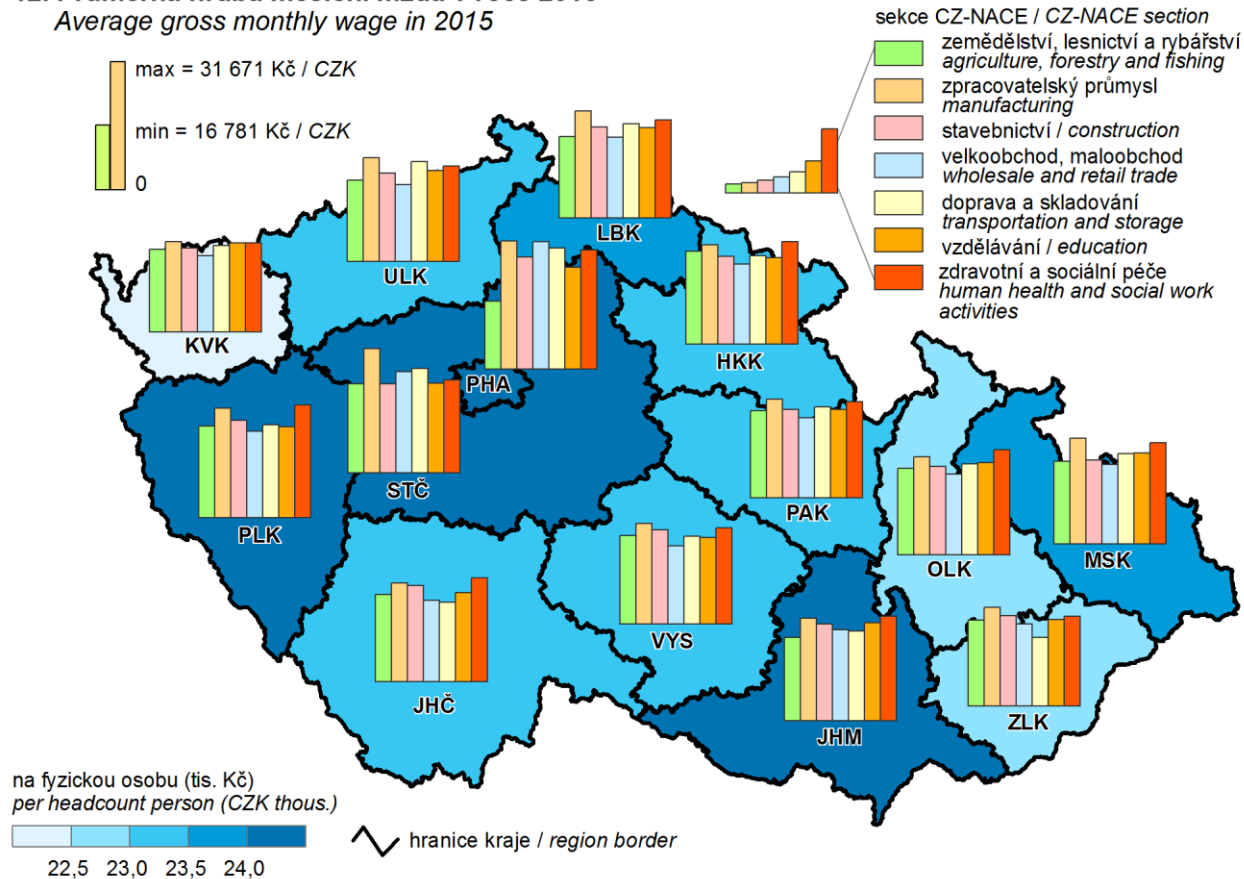 Average gross monthly wage in 2015
max = 31 671 Kč / CZK
min = 16 781 Kč / CZK
0
sekce CZ-NACE / CZ-NACE section
zemědělství, lesnictví a rybářství
agriculture, forestry and fishing
zpracovatelský průmysl
manufacturing
stavebnictví / construction
velkoobchod, maloobchod
wholesale and retail trade
doprava a skladování
transportation and storage
vzdělávání / education
zdravotní a sociální péče
human health and social work
activities
LBK
ULK
KVK
HKK
PHA
STČ
PLK
PAK
OLK
MSK
VYS
JHČ
JHM
ZLK
na fyzickou osobu (tis. Kč)
per headcount person (CZK thous.)
22,5 23,0 23,5 24,0
hranice kraje / region border